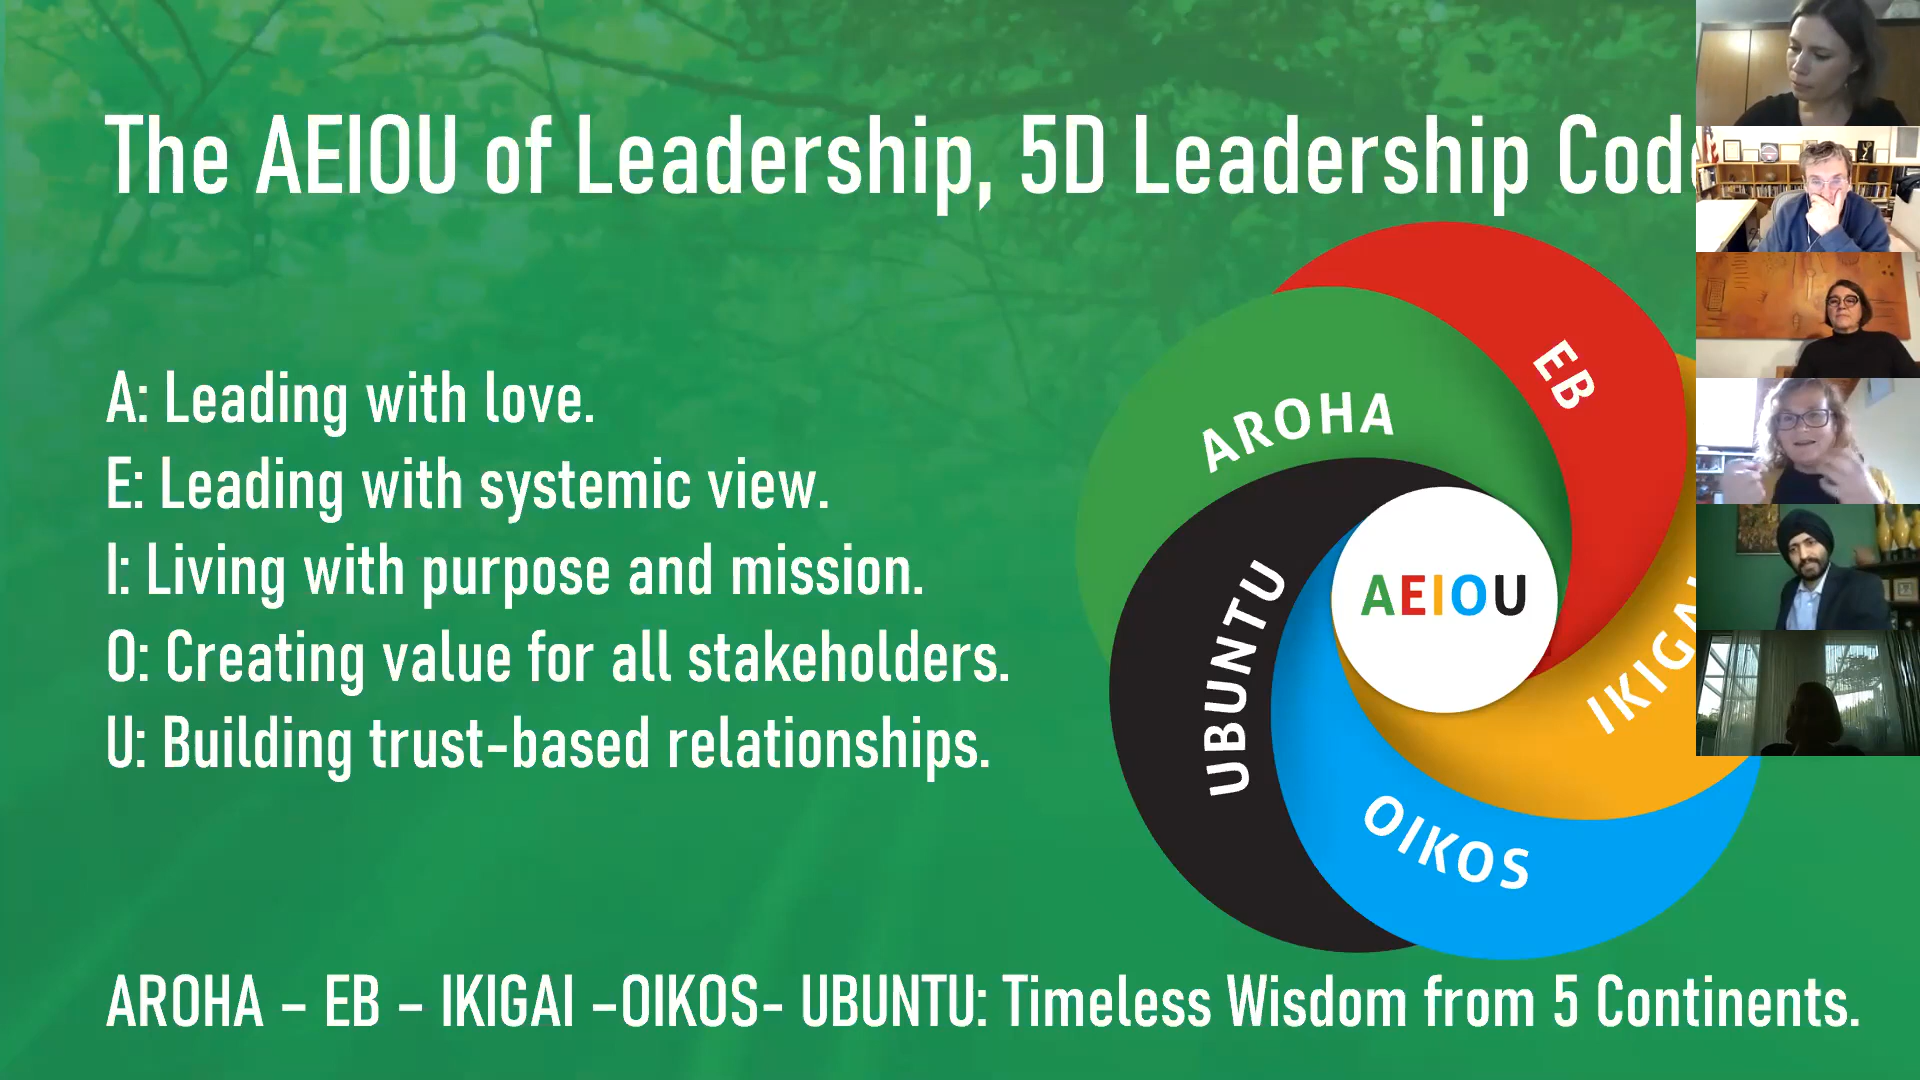 The AEIOU of Leadership, 5D Leadership Code
A: Leading with love.
E: Leading with systemic view.
I: Living with purpose and mission.
O: Creating value for all stakeholders.
U: Building trust-based relationships.
AROHA
EB
IKIGAI
OIKOS
UBUNTU
AEIOU
AROHA – EB – IKIGAI –OIKOS- UBUNTU: Timeless Wisdom from 5 Continents.